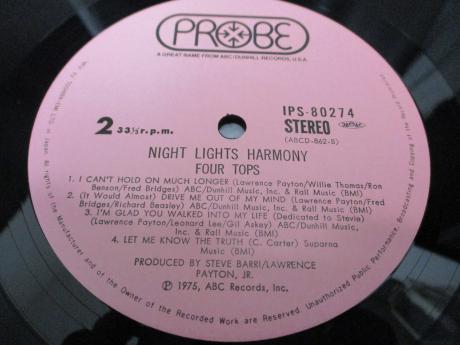 PROBE
A GREAT NAME FROM ABC/DUNHILL RECORDS, U.S.A.
IPS-80274
2 33⅓ r.p.m.
STEREO
(ABCD-862-B)
NIGHT LIGHTS HARMONY
FOUR TOPS
1. I CAN'T HOLD ON MUCH LONGER (Lawrence Payton/Willie Thomas/Ron
Benson/Fred Bridges) ABC/Dunhill Music, Inc. & Rall Music (BMI)
2. (It Would Almost) DRIVE ME OUT OF MY MIND (Lawrence Payton/Fred
Bridges/Richard Beasley) ABC/Dunhill Music, Inc. & Rall Music (BMI)
3. I'M GLAD YOU WALKED INTO MY LIFE (Dedicated to Stevie)
(Lawrence Payton/Leonard Lee/Gil Askey) ABC/Dunhill Music,
Inc. & Rall Music (BMI)
4. LET ME KNOW THE TRUTH (C. Carter) Suparna
Music (BMI)
PRODUCED BY STEVE BARRI/LAWRENCE
PAYTON, JR.
℗ 1975, ABC Records, Inc.
in Japan All rights of the Manufacturer and of the Owner of the Recorded Work are Reserved. Unauthorized Public Performance, Broadcasting and